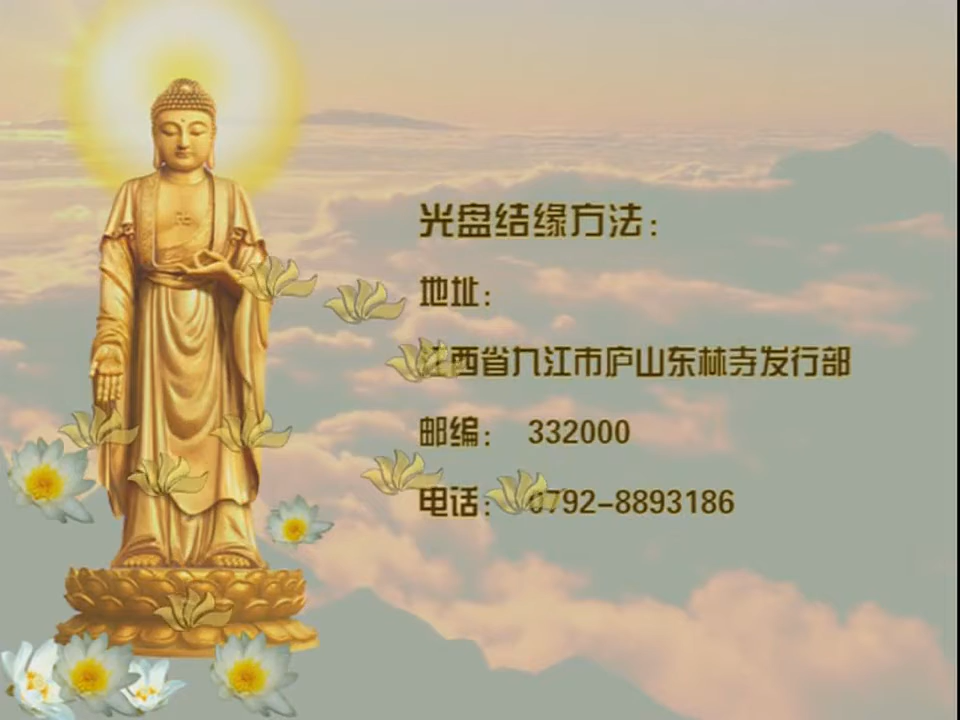 光盘结缘方法：
地址：
江西省九江市庐山东林寺发行部
邮编： 332000
电话：0792-8893186